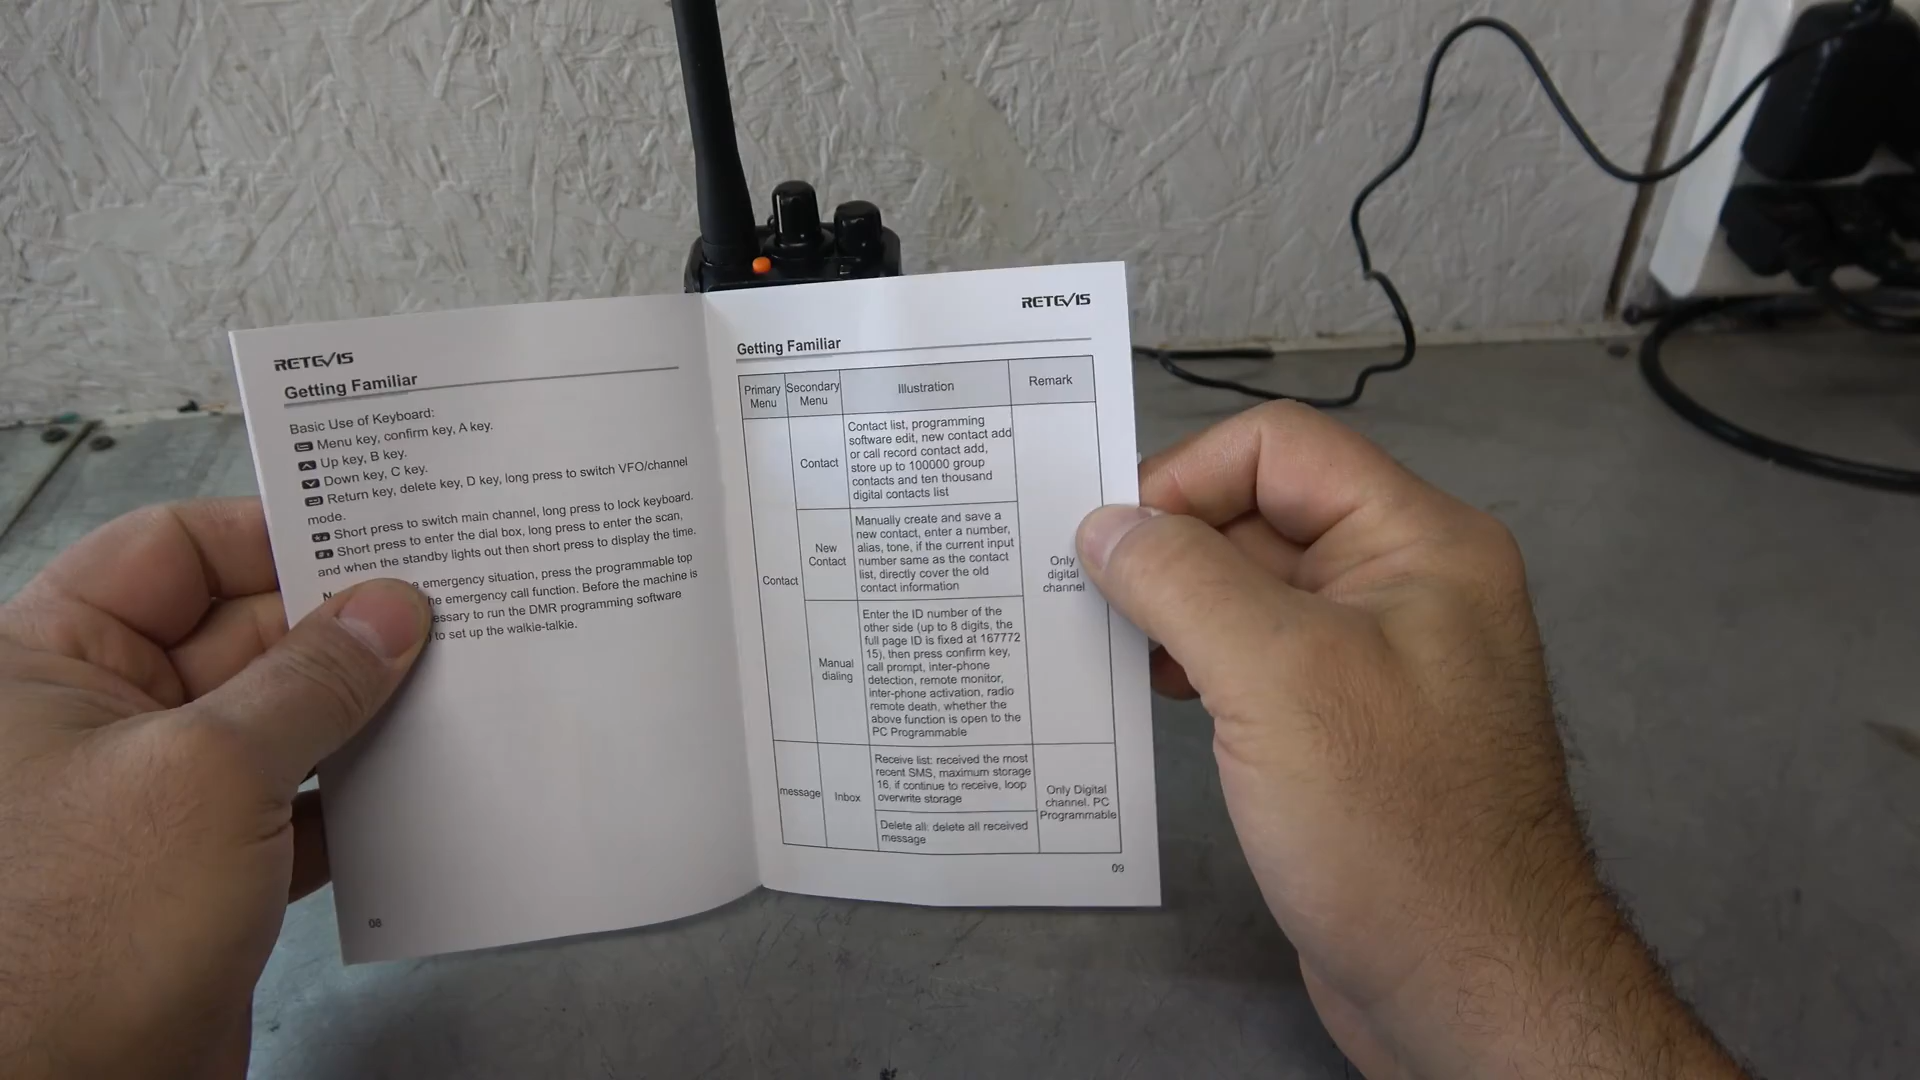 RETEVIS
Getting Familiar
Basic Use of Keyboard:
Menu key, confirm key, A key.
Up key, B key.
Down key, C key.
Return key, delete key, D key, long press to switch VFO/channel
mode.
Short press to switch main channel, long press to lock keyboard.
Short press to enter the dial box, long press to enter the scan,
and when the standby lights out then short press to display the time.
emergency situation, press the programmable top
he emergency call function. Before the machine is
essary to run the DMR programming software
) to set up the walkie-talkie.
08
RETEVIS
Getting Familiar
Primary
Menu
Secondary
Menu
Illustration
Remark
Contact
Contact
Contact list, programming
software edit, new contact add
or call record contact add,
store up to 100000 group
contacts and ten thousand
digital contacts list
New
Contact
Manually create and save a
new contact, enter a number,
alias, tone, if the current input
number same as the contact
list, directly cover the old
contact information
Manual
dialing
Enter the ID number of the
other side (up to 8 digits, the
full page ID is fixed at 167772
15), then press confirm key,
call prompt, inter-phone
detection, remote monitor,
inter-phone activation, radio
remote death, whether the
above function is open to the
PC Programmable
Only
digital
channel
message
Inbox
Receive list: received the most
recent SMS, maximum storage
16, if continue to receive, loop
overwrite storage
Delete all: delete all received
message
Only Digital
channel. PC
Programmable
09